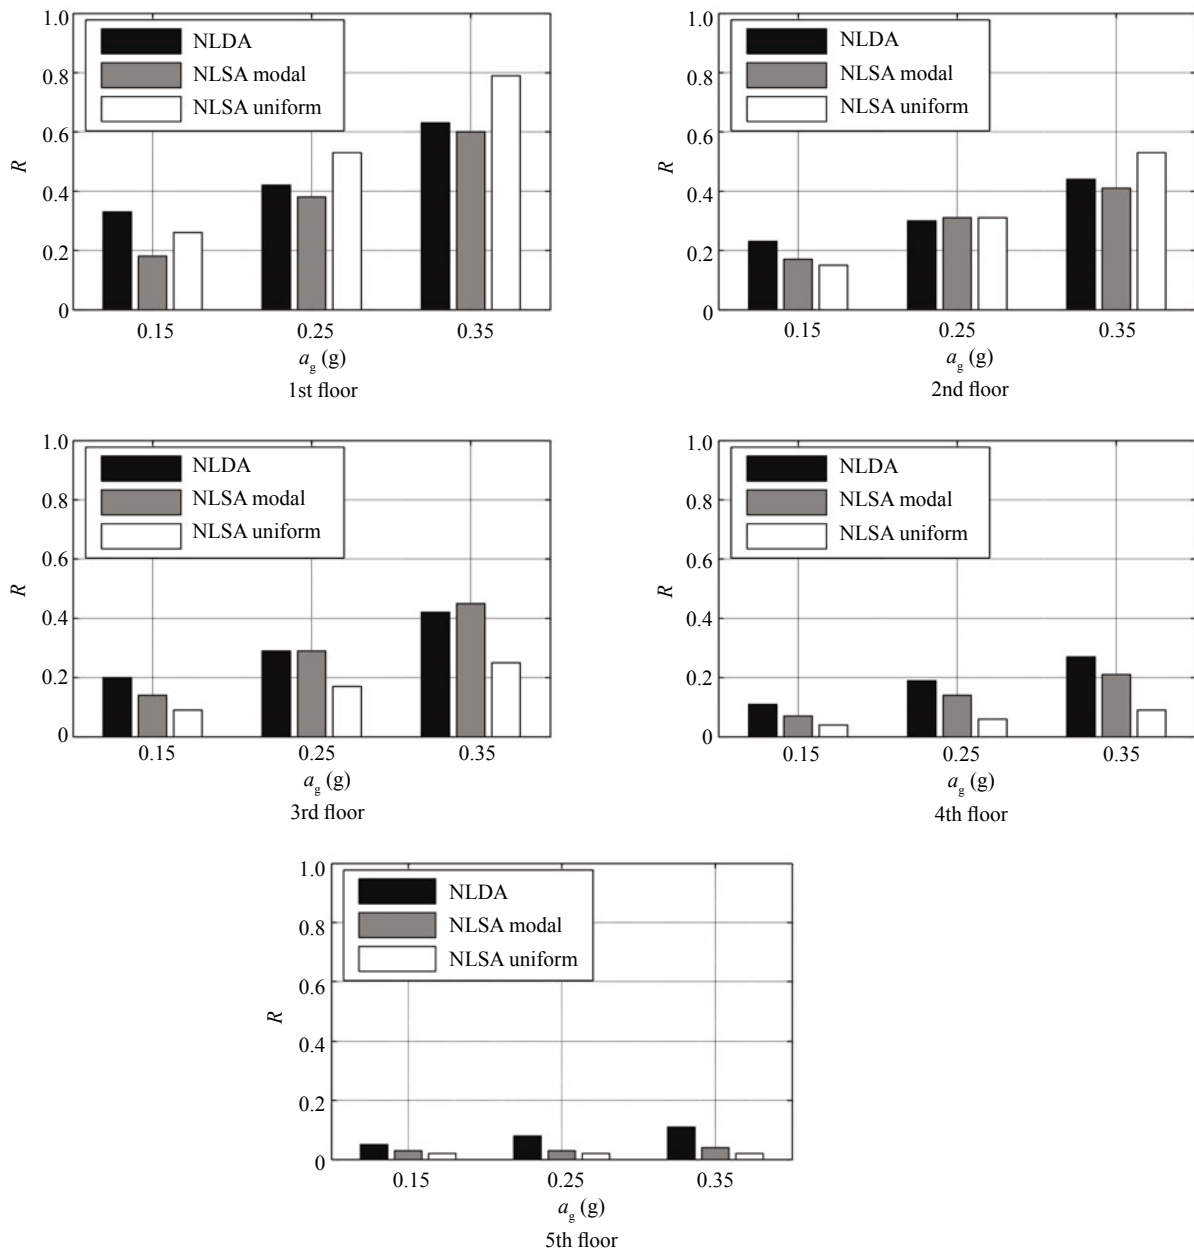 1.0
0.8
0.6
0.4
0.2
0
R
NLDA
NLSA modal
NLSA uniform
0.15 0.25 0.35
a_g (g)
1st floor
1.0
0.8
0.6
0.4
0.2
0
R
NLDA
NLSA modal
NLSA uniform
0.15 0.25 0.35
a_g (g)
2nd floor
1.0
0.8
0.6
0.4
0.2
0
R
NLDA
NLSA modal
NLSA uniform
0.15 0.25 0.35
a_g (g)
3rd floor
1.0
0.8
0.6
0.4
0.2
0
R
NLDA
NLSA modal
NLSA uniform
0.15 0.25 0.35
a_g (g)
4th floor
1.0
0.8
0.6
0.4
0.2
0
R
NLDA
NLSA modal
NLSA uniform
0.15 0.25 0.35
a_g (g)
5th floor